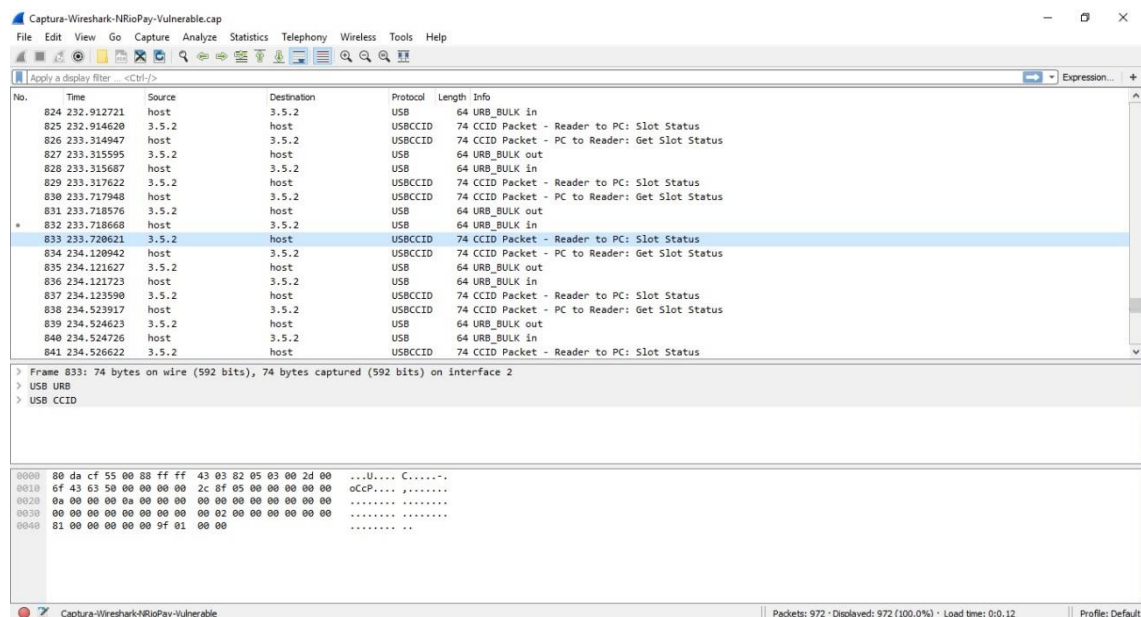 Captura-Wireshark-NRioPay-Vulnerable.cap
File Edit View Go Capture Analyze Statistics Telephony Wireless Tools Help
Apply a display filter ... <Ctrl-/> Expression... +
No. Time Source Destination Protocol Length Info
824 232.912721 host 3.5.2 USB 64 URB_BULK in
825 232.914620 3.5.2 host USBCCID 74 CCID Packet - Reader to PC: Slot Status
826 233.314947 host 3.5.2 USBCCID 74 CCID Packet - PC to Reader: Get Slot Status
827 233.315595 3.5.2 host USB 64 URB_BULK out
828 233.315687 host 3.5.2 USB 64 URB_BULK in
829 233.317622 3.5.2 host USBCCID 74 CCID Packet - Reader to PC: Slot Status
830 233.717948 host 3.5.2 USBCCID 74 CCID Packet - PC to Reader: Get Slot Status
831 233.718576 3.5.2 host USB 64 URB_BULK out
832 233.718668 host 3.5.2 USB 64 URB_BULK in
833 233.720621 3.5.2 host USBCCID 74 CCID Packet - Reader to PC: Slot Status
834 234.120942 host 3.5.2 USBCCID 74 CCID Packet - PC to Reader: Get Slot Status
835 234.121627 3.5.2 host USB 64 URB_BULK out
836 234.121723 host 3.5.2 USB 64 URB_BULK in
837 234.123590 3.5.2 host USBCCID 74 CCID Packet - Reader to PC: Slot Status
838 234.523917 host 3.5.2 USBCCID 74 CCID Packet - PC to Reader: Get Slot Status
839 234.524623 3.5.2 host USB 64 URB_BULK out
840 234.524726 host 3.5.2 USB 64 URB_BULK in
841 234.526622 3.5.2 host USBCCID 74 CCID Packet - Reader to PC: Slot Status
> Frame 833: 74 bytes on wire (592 bits), 74 bytes captured (592 bits) on interface 2
> USB URB
> USB CCID
0000 80 da cf 55 00 88 ff ff 43 03 82 05 03 00 2d 00 ...U.... C.....-.
0010 6f 43 63 50 00 00 00 00 2c 8f 05 00 00 00 00 00 oCcP.... ,.......
0020 0a 00 00 00 0a 00 00 00 00 00 00 00 00 00 00 00 ........ ........
0030 00 00 00 00 00 00 00 00 00 02 00 00 00 00 00 00 ........ ........
0040 81 00 00 00 00 00 9f 01 00 00 ........ ..
Captura-Wireshark-NRioPay-Vulnerable Packets: 972 · Displayed: 972 (100.0%) · Load time: 0:0.12 Profile: Default